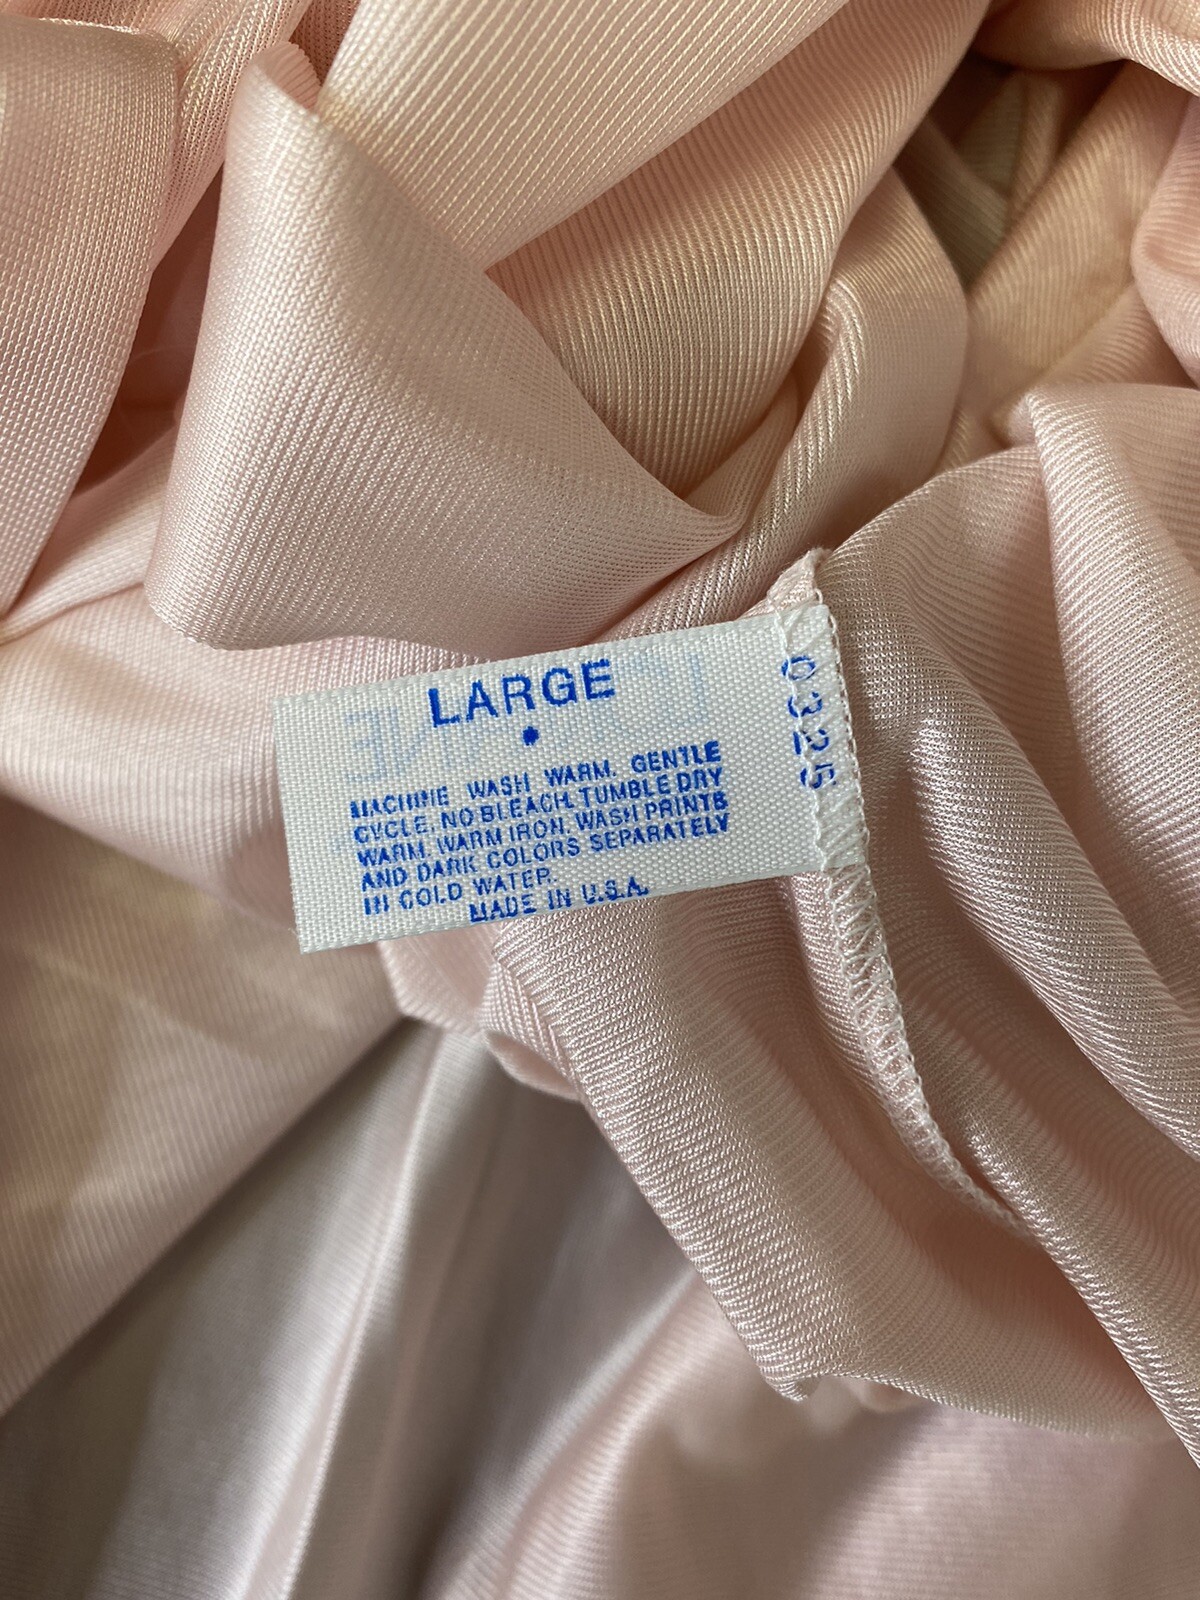 LARGE
MACHINE WASH WARM, GENTLE
CYCLE, NO BLEACH. TUMBLE DRY
WARM, WARM IRON. WASH PRINTS
AND DARK COLORS SEPARATELY
IN COLD WATER.
MADE IN U.S.A.
0325